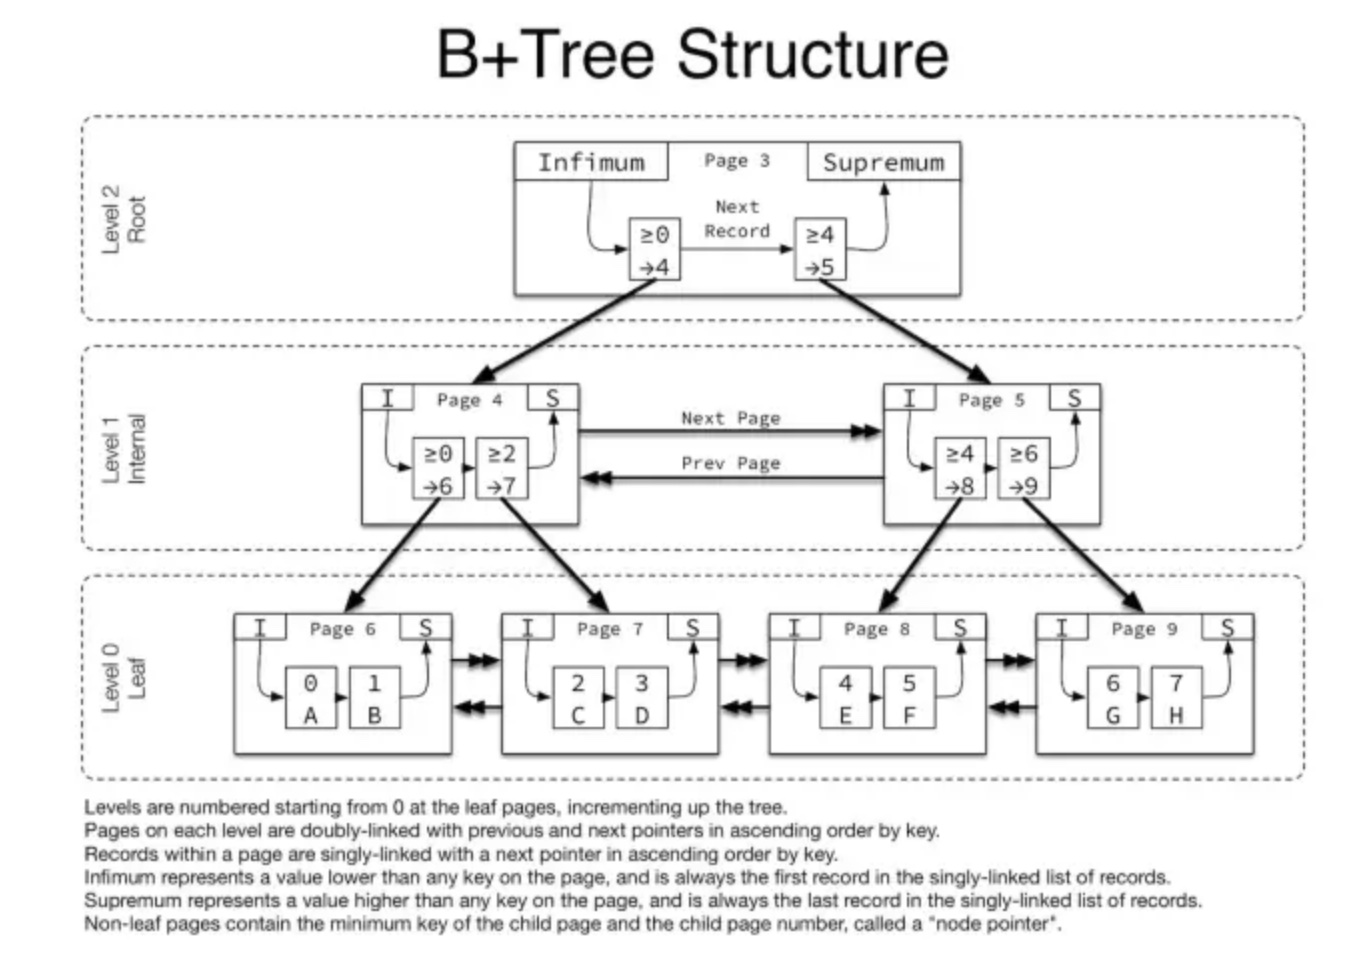 B+Tree Structure
Level 2
Root
Infimum Page 3 Supremum
Next
Record
≥0 ≥4
→4 →5
Level 1
Internal
I Page 4 S
≥0 ≥2
→6 →7
Next Page
Prev Page
I Page 5 S
≥4 ≥6
→8 →9
Level 0
Leaf
I Page 6 S
0 1
A B
I Page 7 S
2 3
C D
I Page 8 S
4 5
E F
I Page 9 S
6 7
G H
Levels are numbered starting from 0 at the leaf pages, incrementing up the tree.
Pages on each level are doubly-linked with previous and next pointers in ascending order by key.
Records within a page are singly-linked with a next pointer in ascending order by key.
Infimum represents a value lower than any key on the page, and is always the first record in the singly-linked list of records.
Supremum represents a value higher than any key on the page, and is always the last record in the singly-linked list of records.
Non-leaf pages contain the minimum key of the child page and the child page number, called a "node pointer".